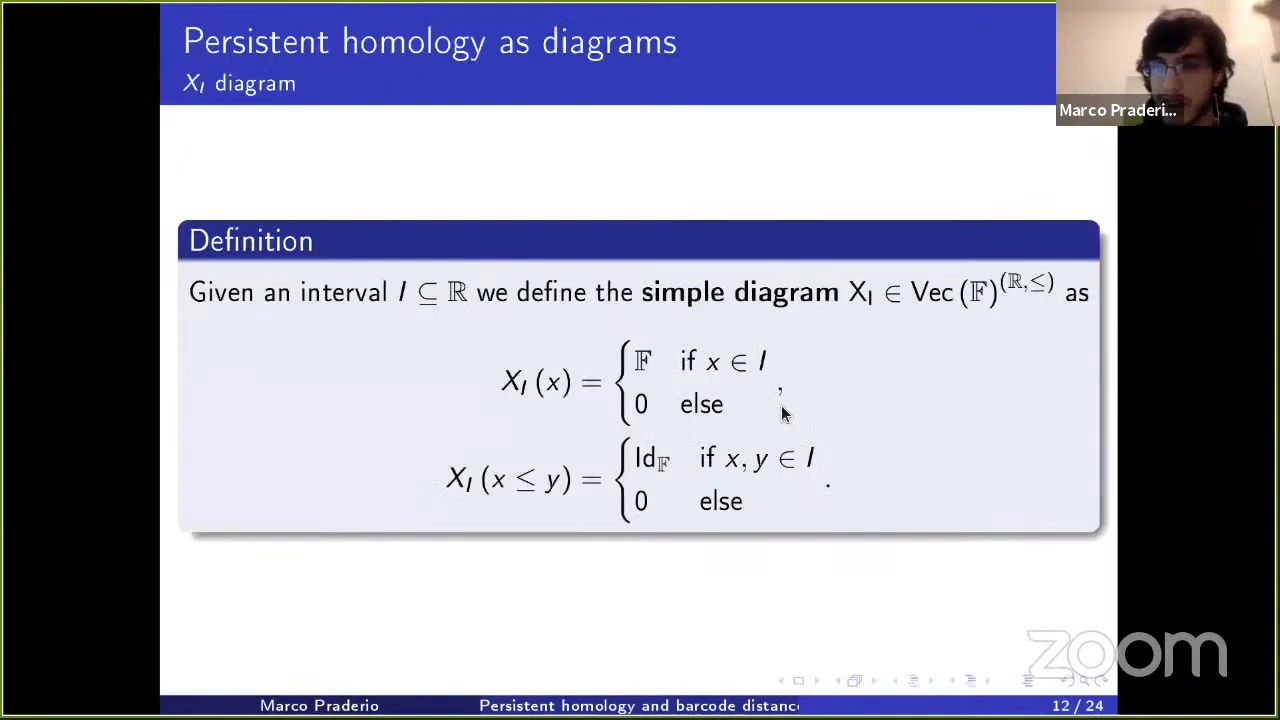 Persistent homology as diagrams
X_I diagram
Marco Praderi...
Definition
Given an interval I ⊆ ℝ we define the simple diagram X_I ∈ Vec (𝔽)^(ℝ,≤) as
X_I (x) = { 𝔽 if x ∈ I
0 else ,
X_I (x ≤ y) = { Id_𝔽 if x, y ∈ I
0 else .
zoom
Marco Praderio Persistent homology and barcode distanc 12 / 24